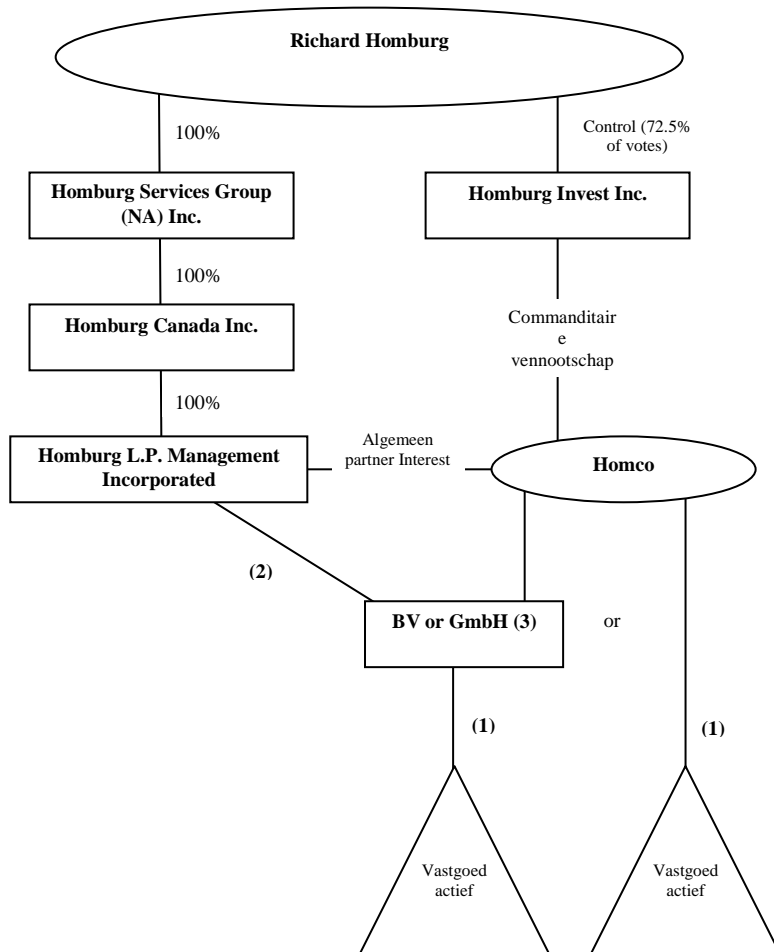 Richard Homburg
100%
Control (72.5%
of votes)
Homburg Services Group
(NA) Inc.
Homburg Invest Inc.
100%
Homburg Canada Inc.
Commanditair
e
vennootschap
100%
Homburg L.P. Management
Incorporated
Algemeen
partner Interest
Homco
(2)
BV or GmbH (3)
or
(1)
(1)
Vastgoed
actief
Vastgoed
actief